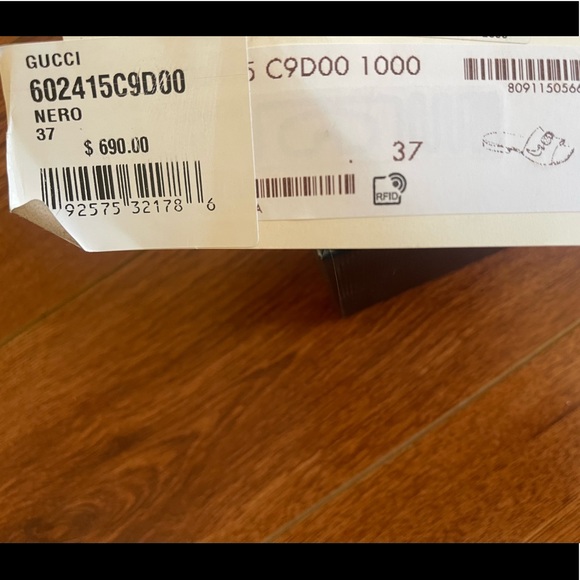 GUCCI
602415C9D00
NERO
37
$ 690.00
92575 32178 6
5 C9D00 1000
8091150566
37
RFID
A